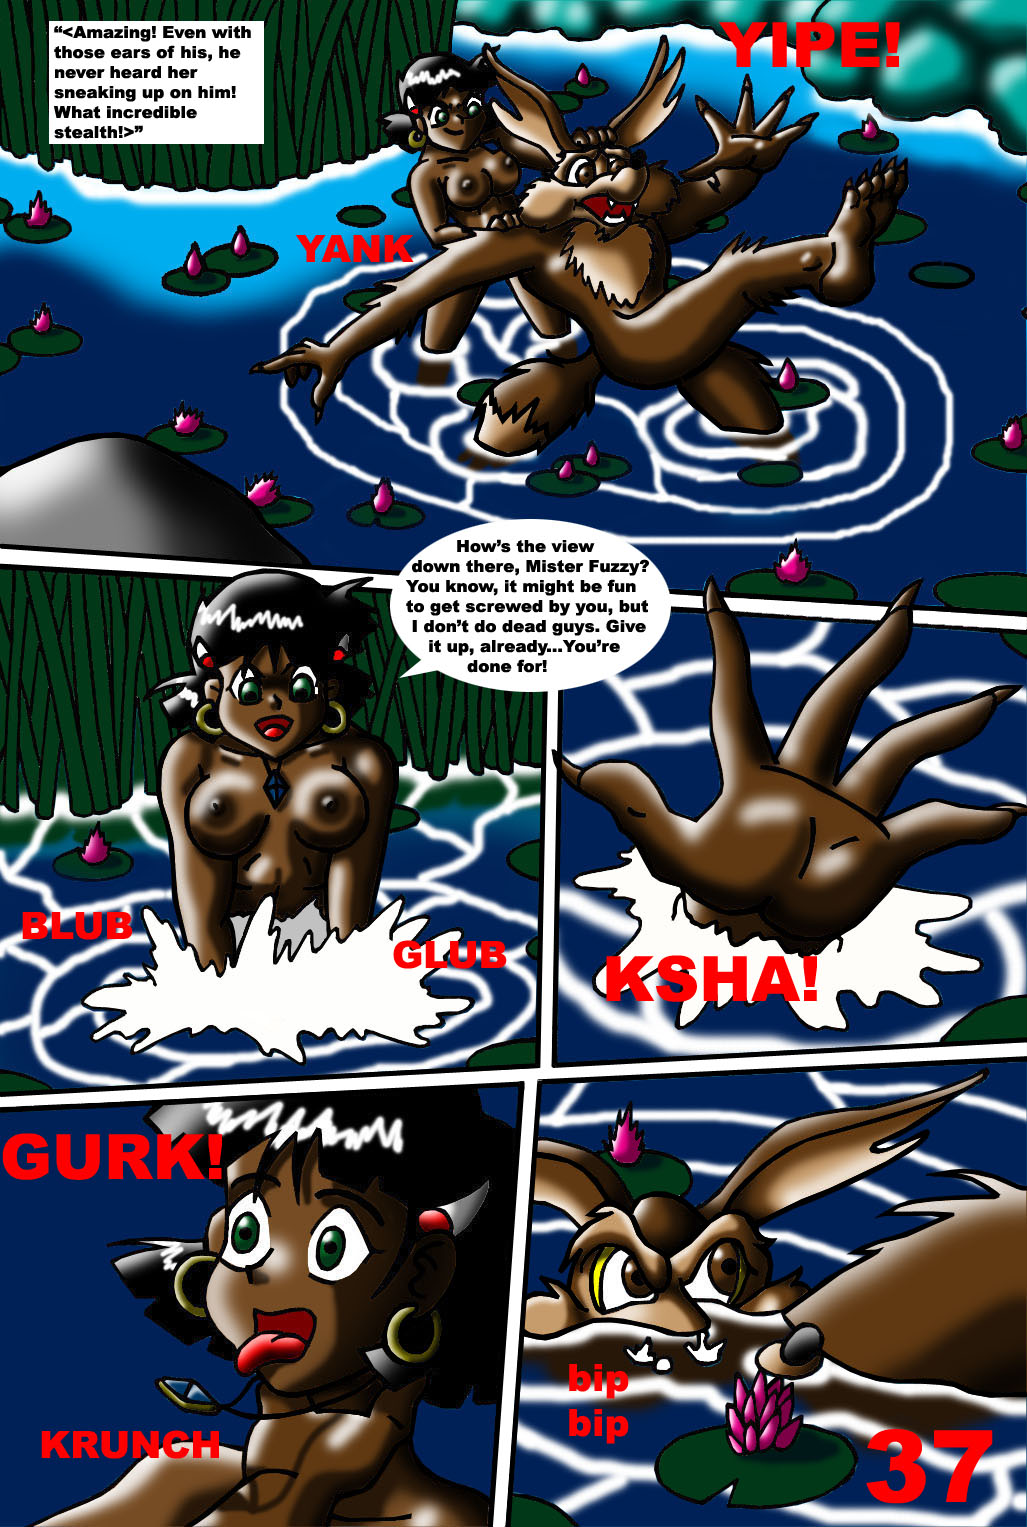 “<Amazing! Even with
those ears of his, he
never heard her
sneaking up on him!
What incredible
stealth!>”
YIPE!
YANK
How’s the view
down there, Mister Fuzzy?
You know, it might be fun
to get screwed by you, but
I don’t do dead guys. Give
it up, already...You’re
done for!
BLUB
GLUB
KSHA!
GURK!
KRUNCH
bip
bip
37